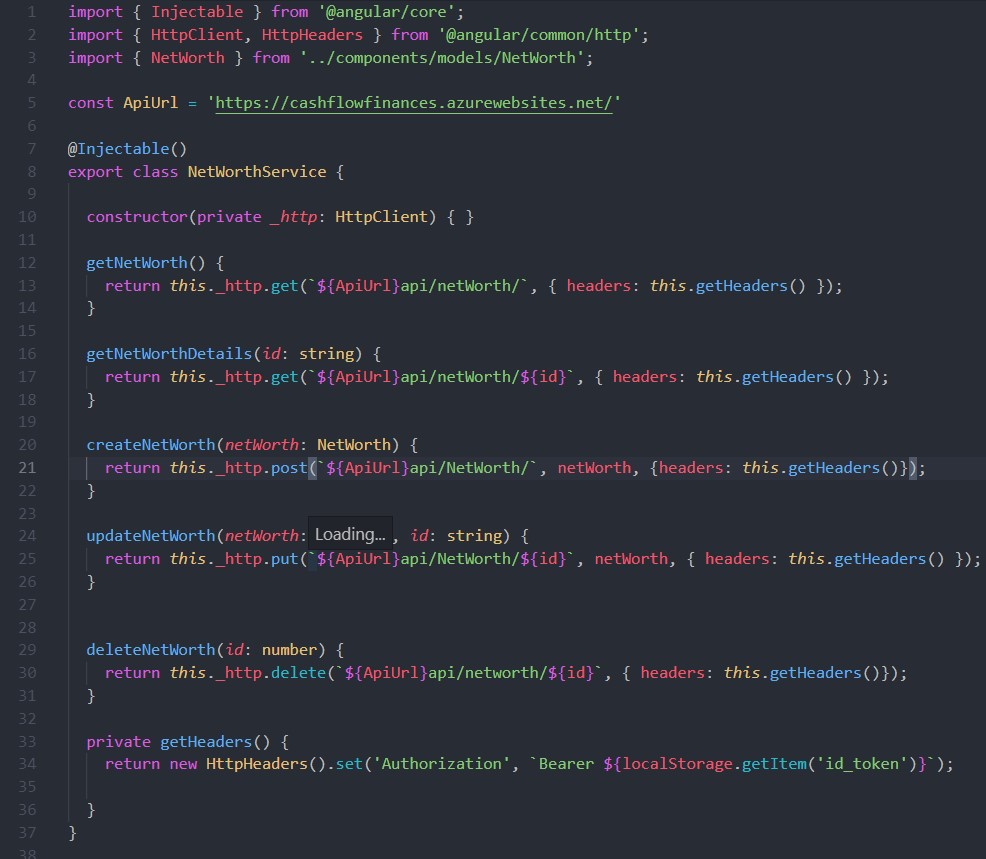 1 import { Injectable } from '@angular/core';
2 import { HttpClient, HttpHeaders } from '@angular/common/http';
3 import { NetWorth } from '../components/models/NetWorth';
4
5 const ApiUrl = 'https://cashflowfinances.azurewebsites.net/'
6
7 @Injectable()
8 export class NetWorthService {
9
10   constructor(private _http: HttpClient) { }
11
12   getNetWorth() {
13     return this._http.get(`${ApiUrl}api/netWorth/`, { headers: this.getHeaders() });
14   }
15
16   getNetWorthDetails(id: string) {
17     return this._http.get(`${ApiUrl}api/netWorth/${id}`, { headers: this.getHeaders() });
18   }
19
20   createNetWorth(netWorth: NetWorth) {
21     return this._http.post(`${ApiUrl}api/NetWorth/`, netWorth, {headers: this.getHeaders()});
22   }
23
24   updateNetWorth(netWorth: Loading... , id: string) {
25     return this._http.put(`${ApiUrl}api/NetWorth/${id}`, netWorth, { headers: this.getHeaders() });
26   }
27
28
29   deleteNetWorth(id: number) {
30     return this._http.delete(`${ApiUrl}api/networth/${id}`, { headers: this.getHeaders()});
31   }
32
33   private getHeaders() {
34     return new HttpHeaders().set('Authorization', `Bearer ${localStorage.getItem('id_token')}`);
35
36   }
37 }
38